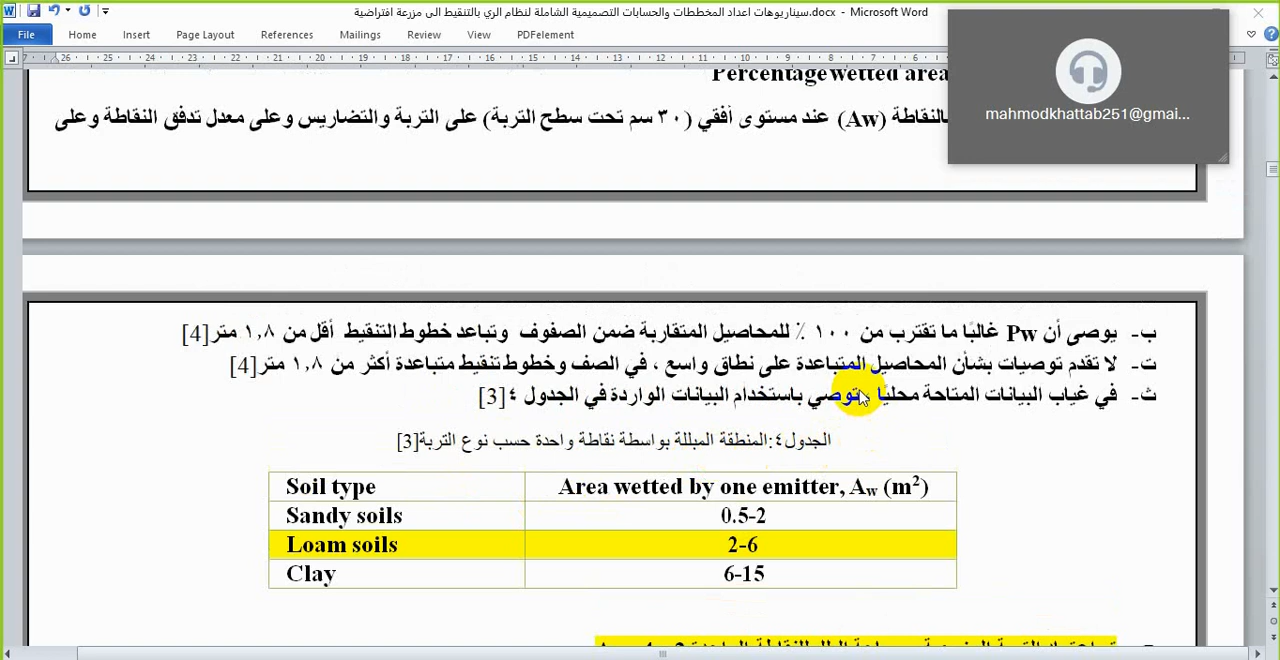 سيناريوهات اعداد المخططات والحسابات التصميمية الشاملة لنظام الري بالتنقيط الى مزرعة افتراضية.docx - Microsoft Word
File Home Insert Page Layout References Mailings Review View PDFelement
mahmodkhattab251@gmai...
Percentage wetted area
بالنقاطة (Aw) عند مستوى أفقي (٣٠ سم تحت سطح التربة) على التربة والتضاريس وعلى معدل تدفق النقاطة وعلى
ب- يوصى أن Pw غالبًا ما تقترب من ١٠٠ ٪ للمحاصيل المتقاربة ضمن الصفوف وتباعد خطوط التنقيط أقل من ١,٨ متر[4]
ت- لا تقدم توصيات بشأن المحاصيل المتباعدة على نطاق واسع ، في الصف وخطوط تنقيط متباعدة أكثر من ١,٨ متر[4]
ث- في غياب البيانات المتاحة محليًا ، توصي باستخدام البيانات الواردة في الجدول ٤ [3]
الجدول٤:المنطقة المبللة بواسطة نقاطة واحدة حسب نوع التربة[3]
Soil type Area wetted by one emitter, Aw (m²)
Sandy soils 0.5-2
Loam soils 2-6
Clay 6-15